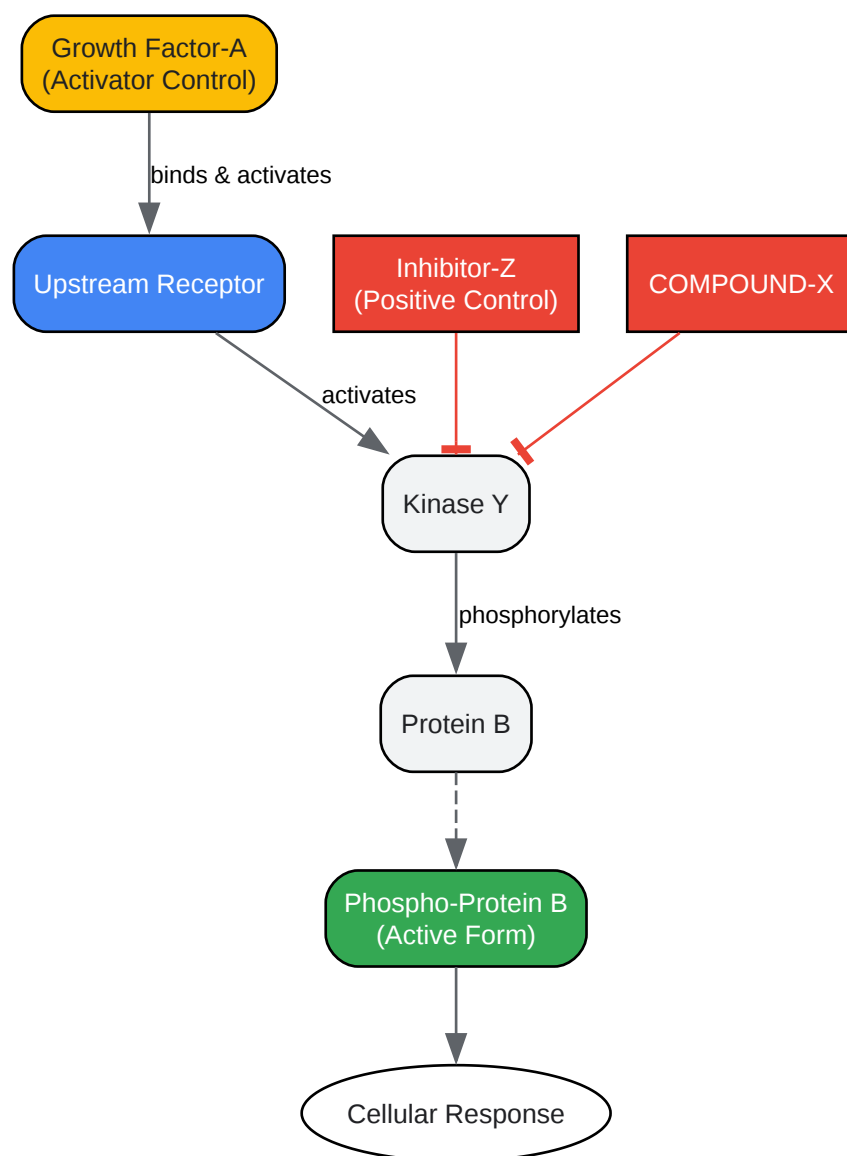 Growth Factor-A
(Activator Control)
binds & activates
Upstream Receptor
Inhibitor-Z
(Positive Control)
COMPOUND-X
activates
Kinase Y
phosphorylates
Protein B
Phospho-Protein B
(Active Form)
Cellular Response